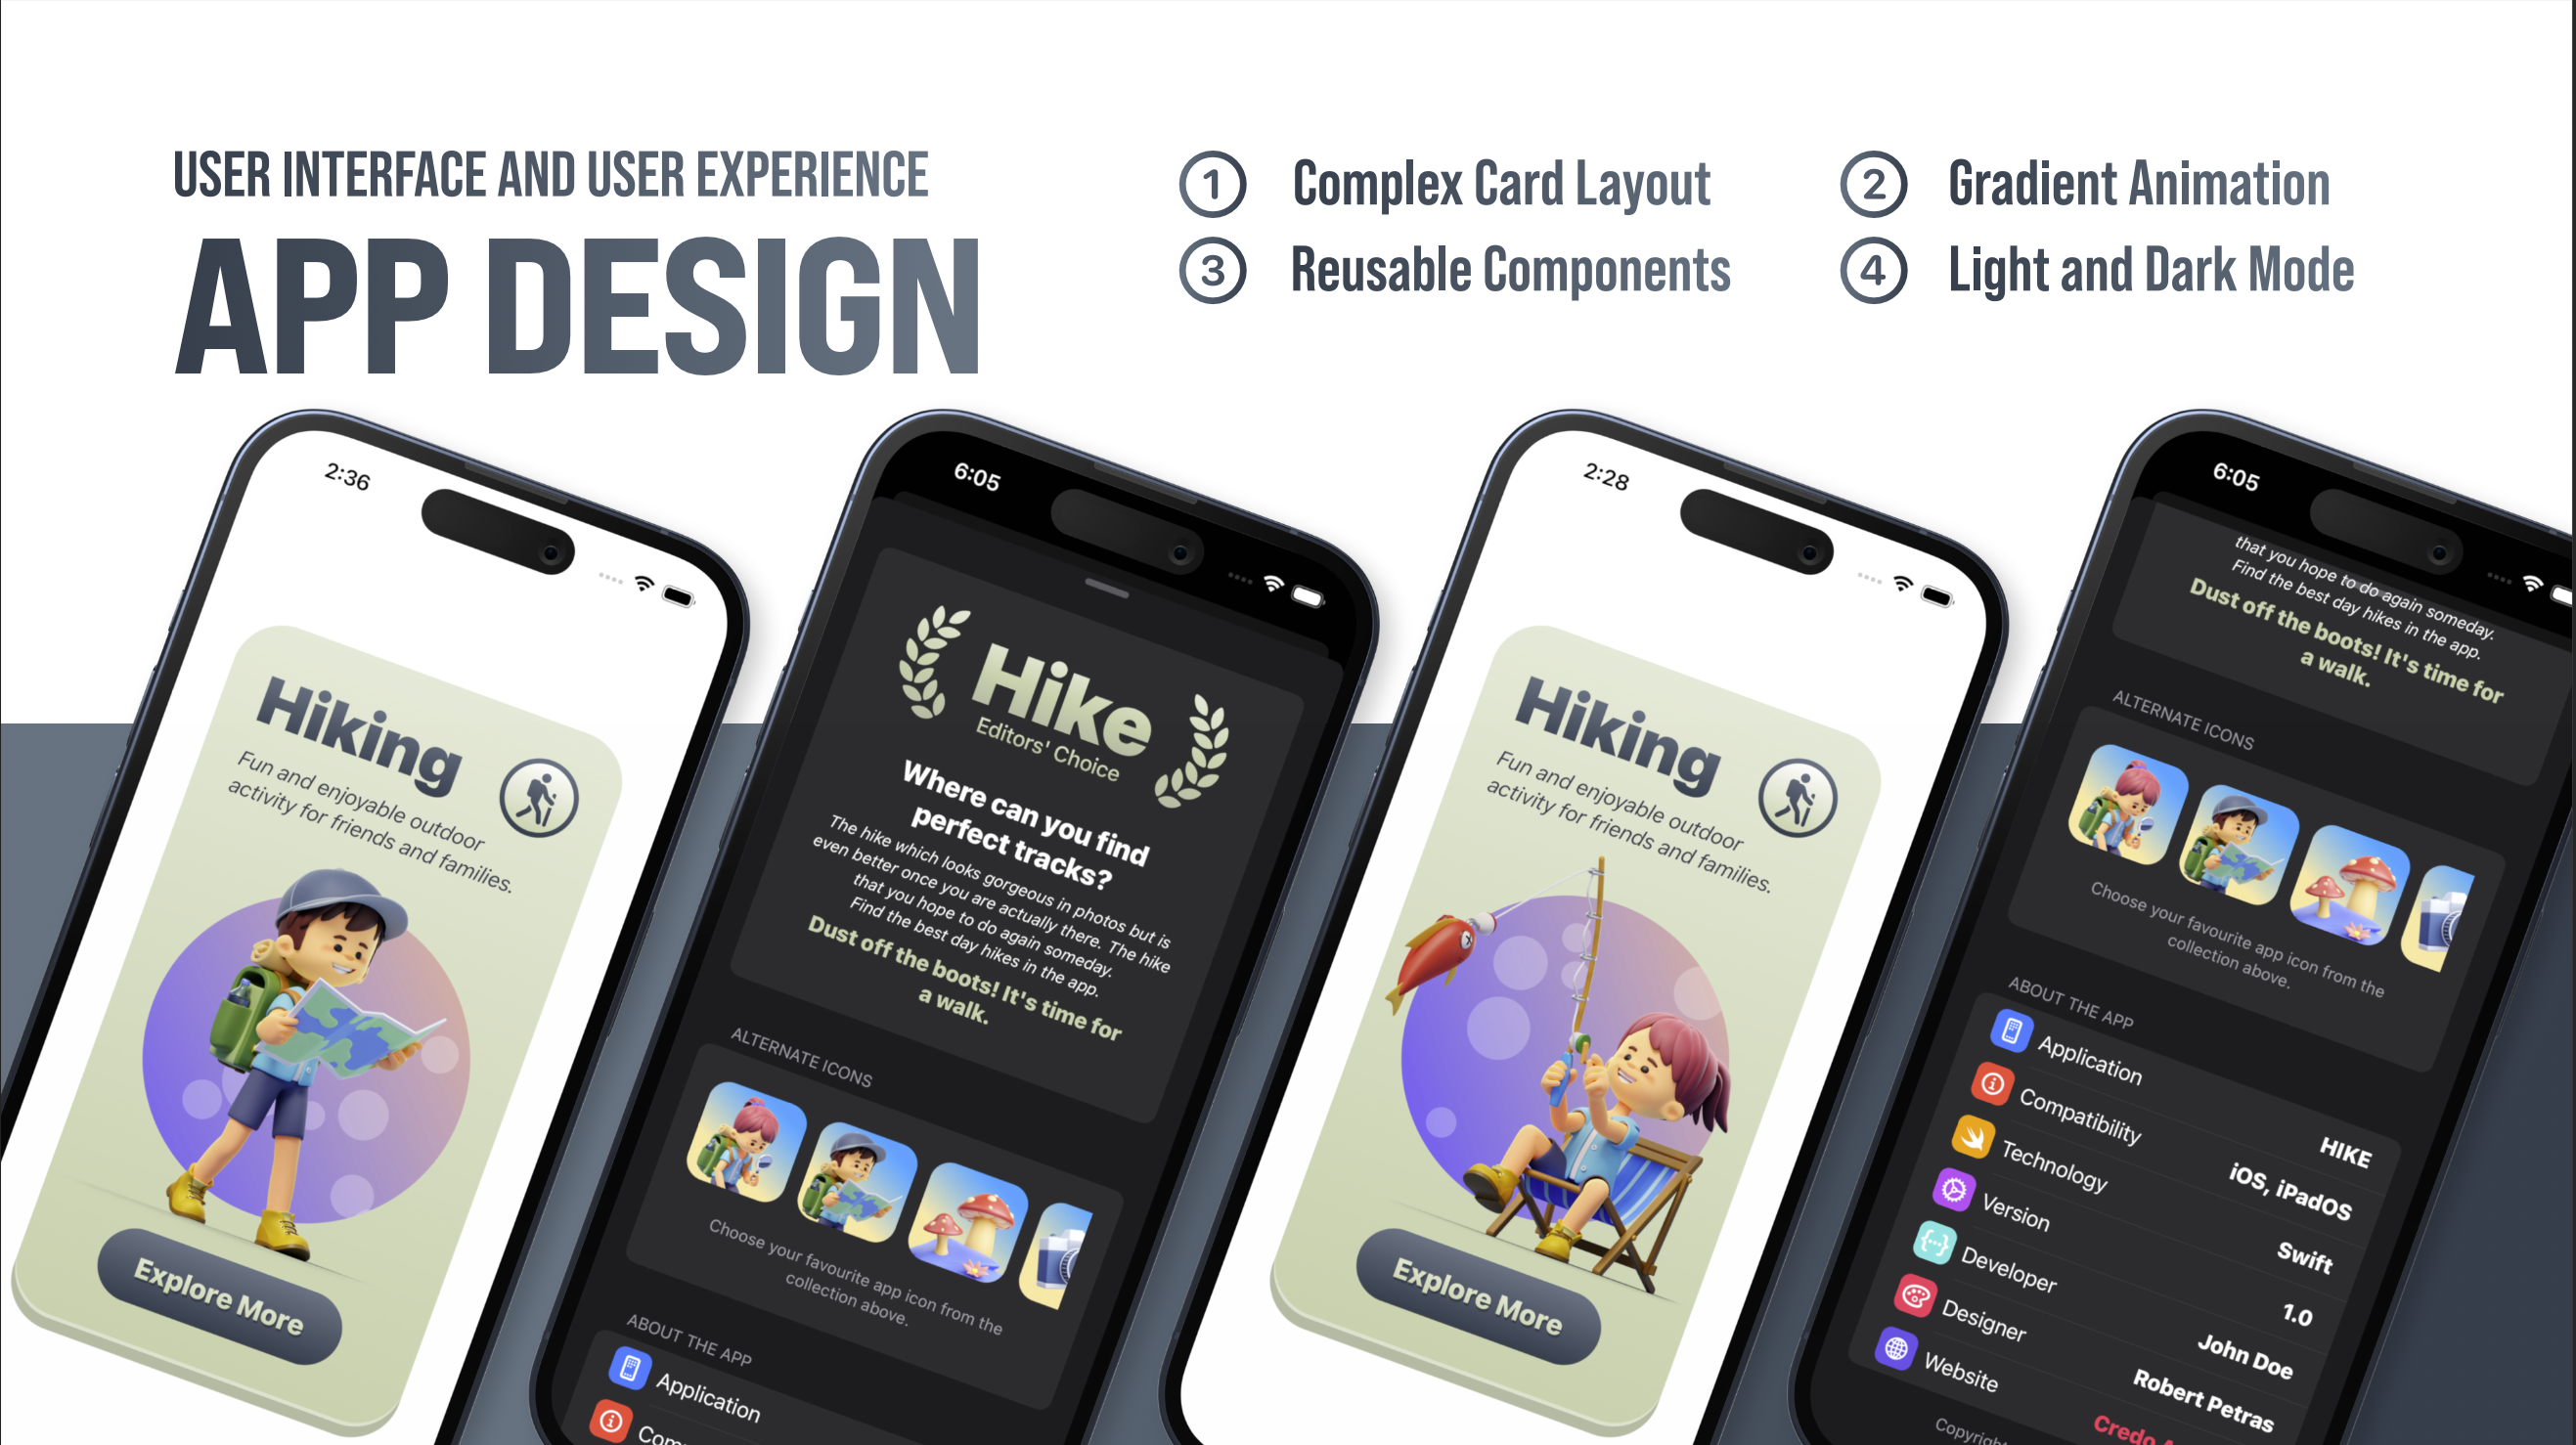 USER INTERFACE AND USER EXPERIENCE
APP DESIGN
1 Complex Card Layout
2 Gradient Animation
3 Reusable Components
4 Light and Dark Mode
2:36
Hiking
Fun and enjoyable outdoor
activity for friends and families.
Explore More
6:05
Hike
Editors' Choice
Where can you find
perfect tracks?
The hike which looks gorgeous in photos but is
even better once you are actually there. The hike
that you hope to do again someday.
Find the best day hikes in the app.
Dust off the boots! It's time for
a walk.
ALTERNATE ICONS
Choose your favourite app icon from the
collection above.
ABOUT THE APP
Application
2:28
Hiking
Fun and enjoyable outdoor
activity for friends and families.
Explore More
6:05
that you hope to do again someday.
Find the best day hikes in the app.
Dust off the boots! It's time for
a walk.
ALTERNATE ICONS
Choose your favourite app icon from the
collection above.
ABOUT THE APP
Application HIKE
Compatibility iOS, iPadOS
Technology Swift
Version 1.0
Developer John Doe
Designer Robert Petras
Website Credo